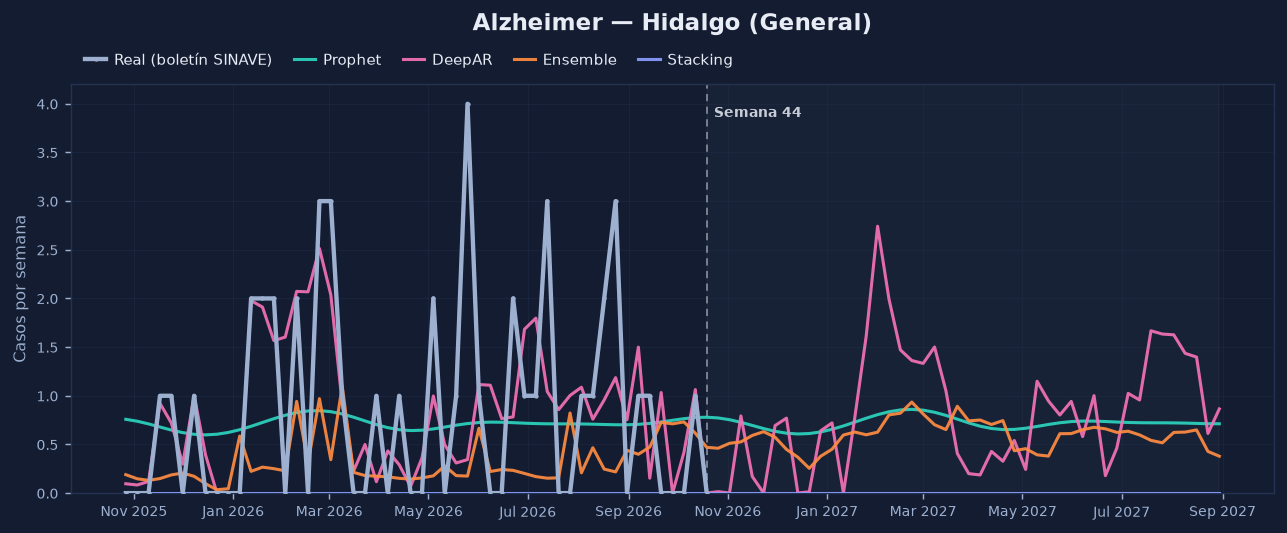 Alzheimer — Hidalgo (General)
Real (boletín SINAVE) Prophet DeepAR Ensemble Stacking
Semana 44
Casos por semana
4.0
3.5
3.0
2.5
2.0
1.5
1.0
0.5
0.0
Nov 2025 Jan 2026 Mar 2026 May 2026 Jul 2026 Sep 2026 Nov 2026 Jan 2027 Mar 2027 May 2027 Jul 2027 Sep 2027